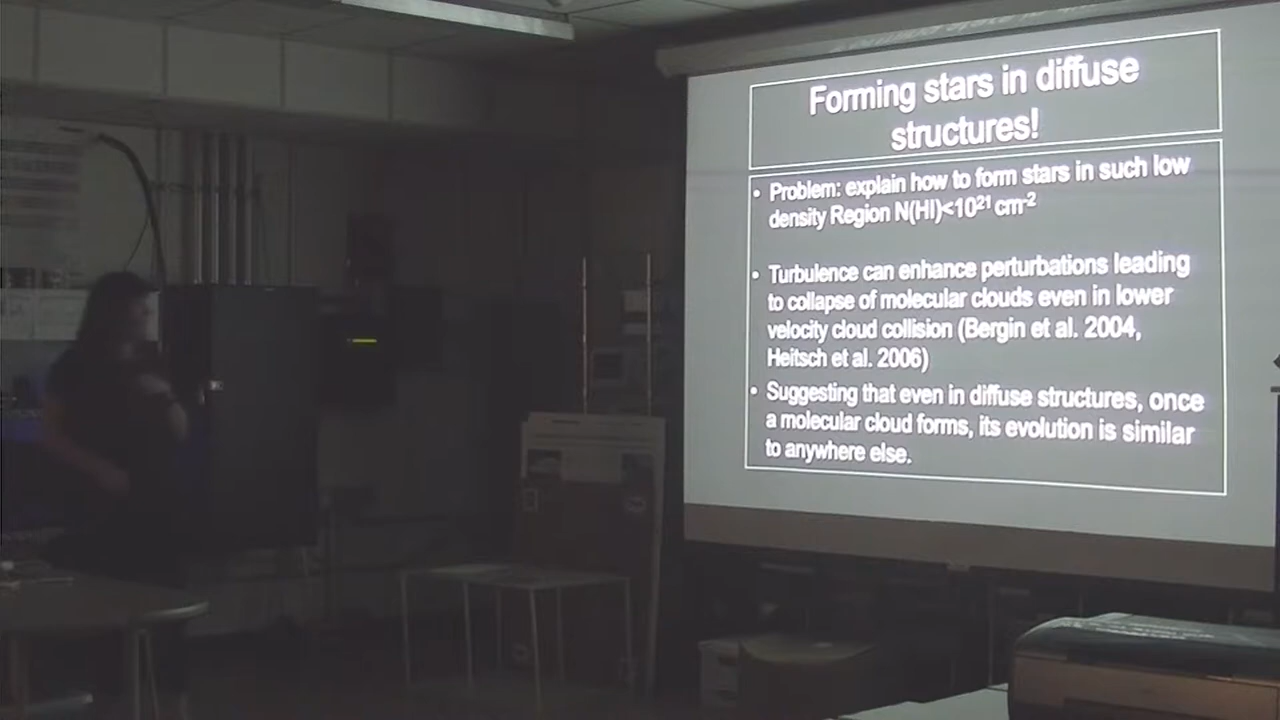 Forming stars in diffuse
structures!
• Problem: explain how to form stars in such low
density Region N(HI)<10²¹ cm⁻²
• Turbulence can enhance perturbations leading
to collapse of molecular clouds even in lower
velocity cloud collision (Bergin et al. 2004,
Heitsch et al. 2006)
• Suggesting that even in diffuse structures, once
a molecular cloud forms, its evolution is similar
to anywhere else.